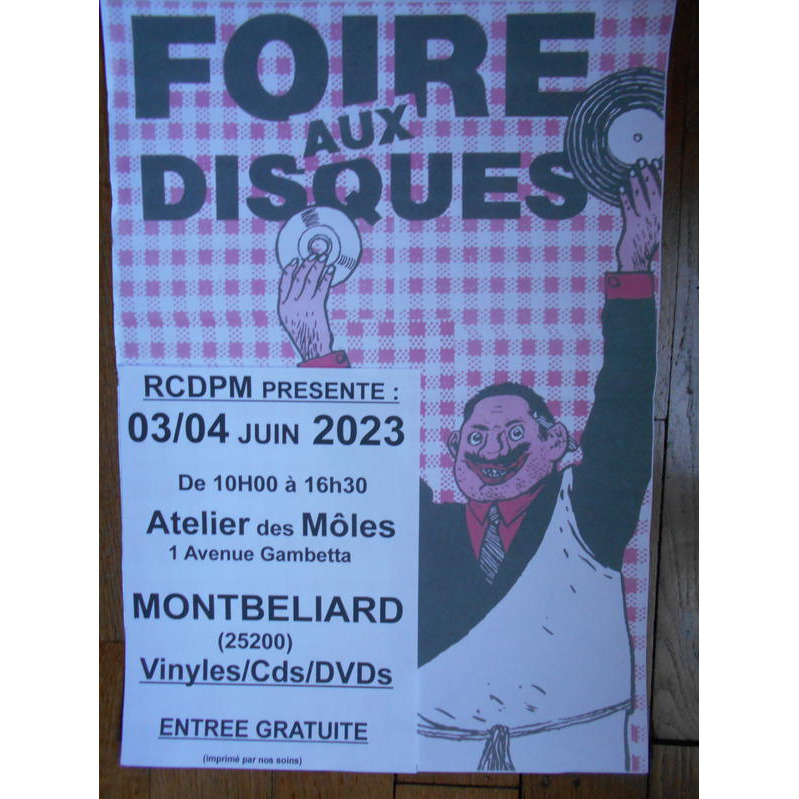 FOIRE
AUX
DISQUES
RCDPM PRESENTE :
03/04 JUIN 2023
De 10H00 à 16h30
Atelier des Môles
1 Avenue Gambetta
MONTBELIARD
(25200)
Vinyles/Cds/DVDs
ENTREE GRATUITE
(imprimé par nos soins)